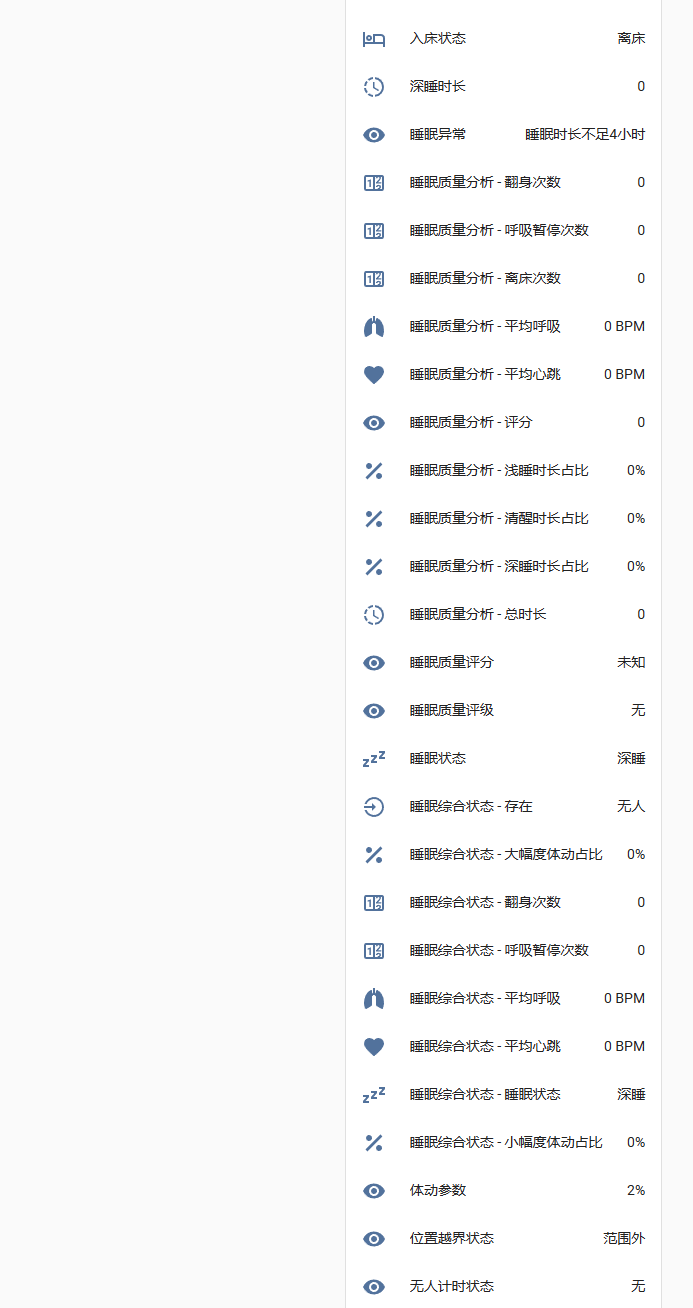 入床状态 离床
深睡时长 0
睡眠异常 睡眠时长不足4小时
睡眠质量分析 - 翻身次数 0
睡眠质量分析 - 呼吸暂停次数 0
睡眠质量分析 - 离床次数 0
睡眠质量分析 - 平均呼吸 0 BPM
睡眠质量分析 - 平均心跳 0 BPM
睡眠质量分析 - 评分 0
睡眠质量分析 - 浅睡时长占比 0%
睡眠质量分析 - 清醒时长占比 0%
睡眠质量分析 - 深睡时长占比 0%
睡眠质量分析 - 总时长 0
睡眠质量评分 未知
睡眠质量评级 无
睡眠状态 深睡
睡眠综合状态 - 存在 无人
睡眠综合状态 - 大幅度体动占比 0%
睡眠综合状态 - 翻身次数 0
睡眠综合状态 - 呼吸暂停次数 0
睡眠综合状态 - 平均呼吸 0 BPM
睡眠综合状态 - 平均心跳 0 BPM
睡眠综合状态 - 睡眠状态 深睡
睡眠综合状态 - 小幅度体动占比 0%
体动参数 2%
位置越界状态 范围外
无人计时状态 无